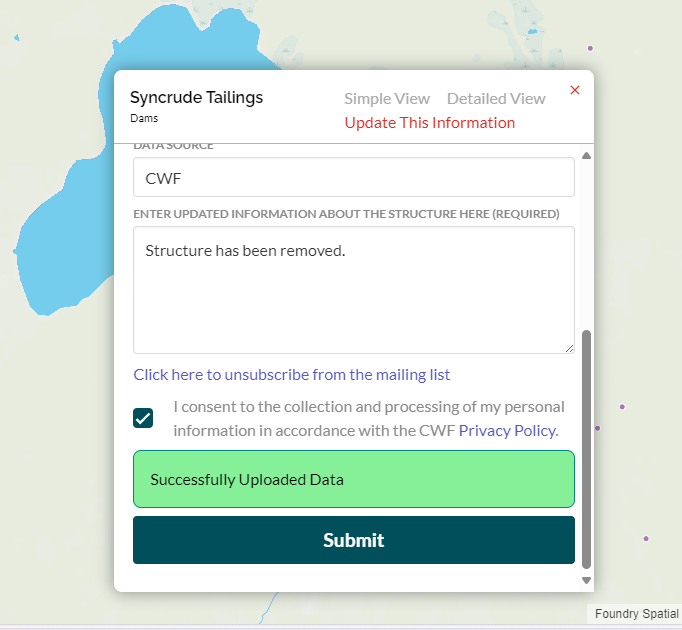 Syncrude Tailings
Dams
Simple View
Detailed View
Update This Information
DATA SOURCE
CWF
ENTER UPDATED INFORMATION ABOUT THE STRUCTURE HERE (REQUIRED)
Structure has been removed.
Click here to unsubscribe from the mailing list
I consent to the collection and processing of my personal
information in accordance with the CWF Privacy Policy.
Successfully Uploaded Data
Submit
Foundry Spatial